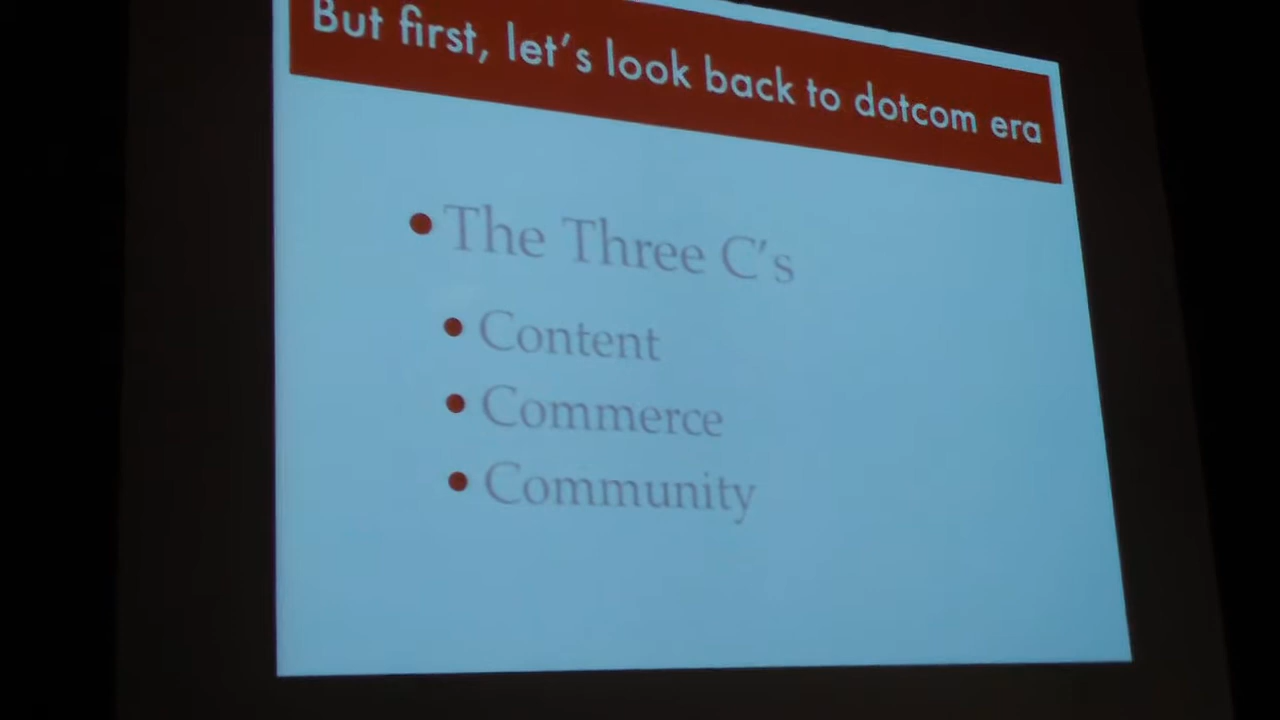 But first, let's look back to dotcom era
The Three C's
Content
Commerce
Community